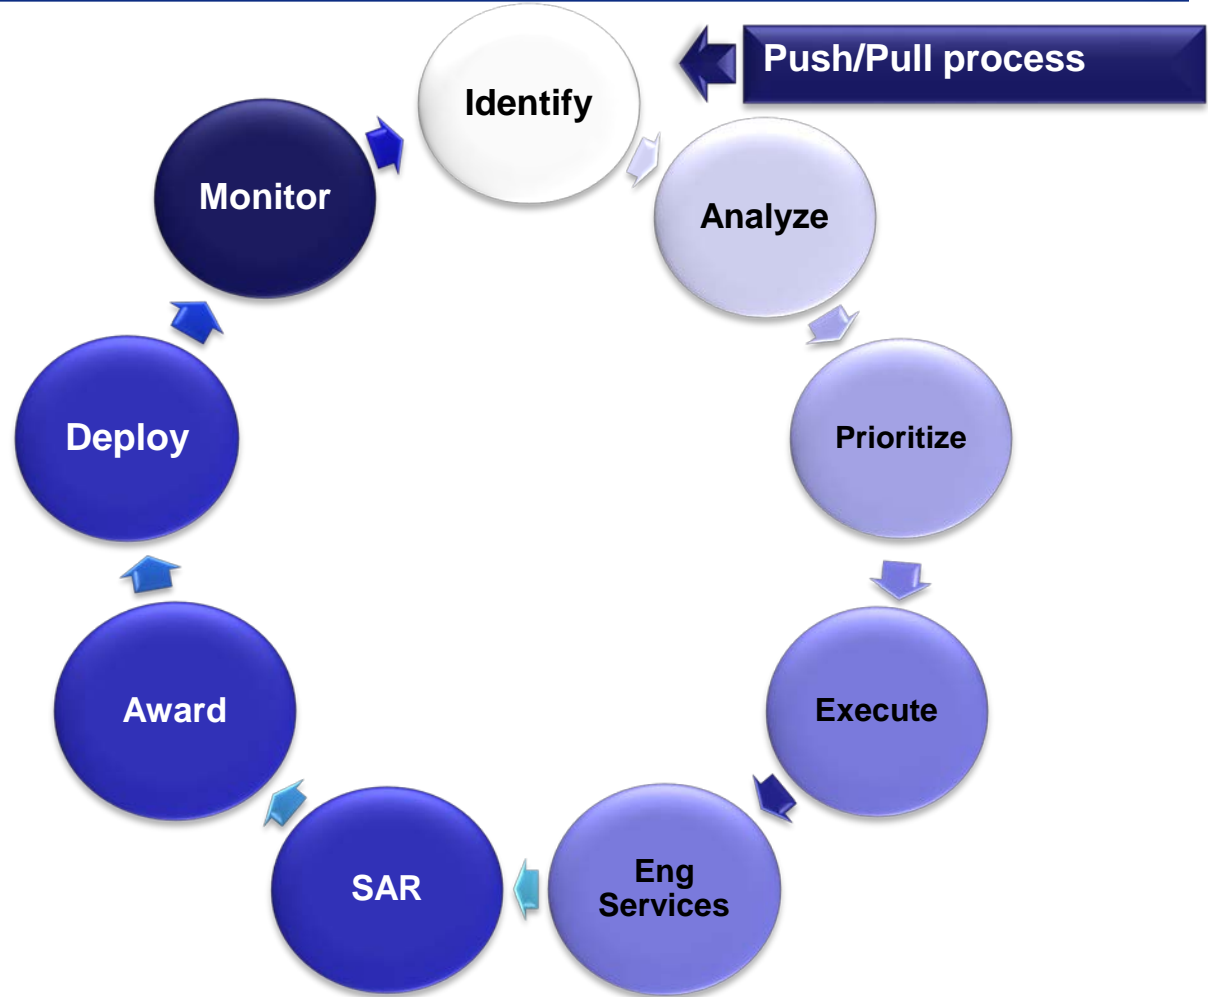 Push/Pull process
Identify
Analyze
Prioritize
Execute
Eng
Services
SAR
Award
Deploy
Monitor